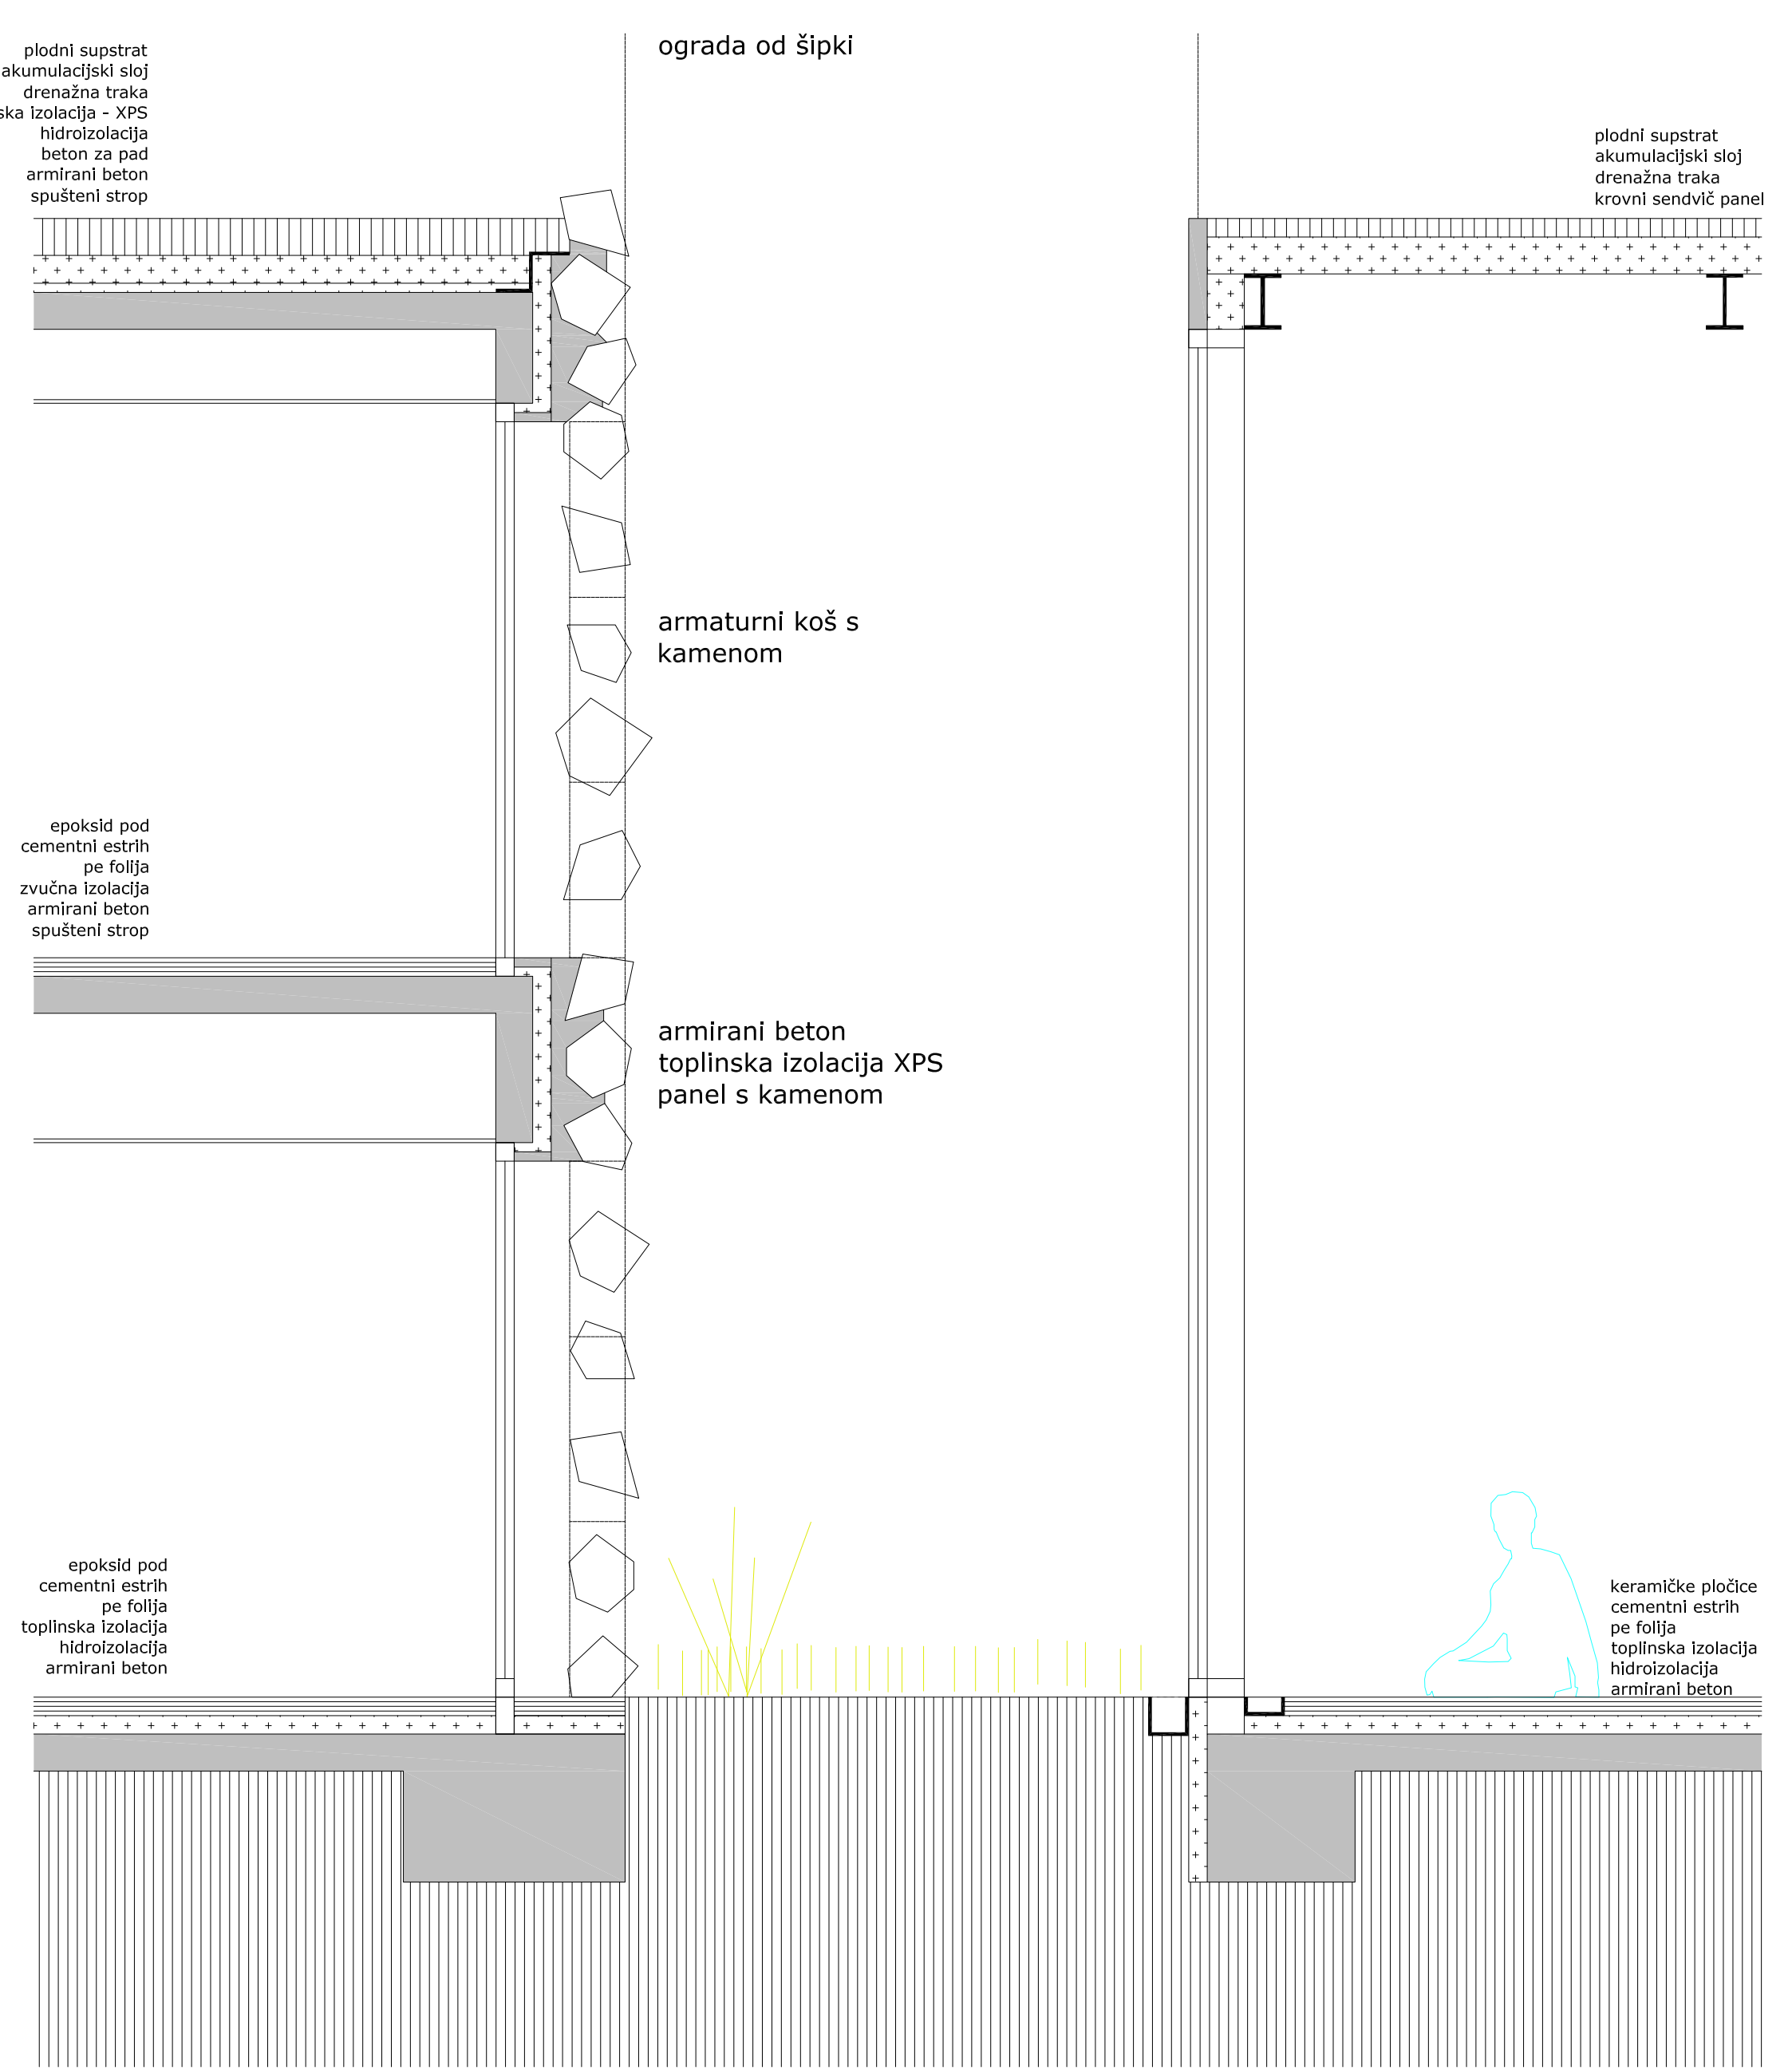 ograda od šipki
plodni supstrat
akumulacijski sloj
drenažna traka
izolacija - XPS
hidroizolacija
beton za pad
armirani beton
spušteni strop
plodni supstrat
akumulacijski sloj
drenažna traka
krovni sendvič panel
armaturni koš s
kamenom
epoksid pod
cementni estrih
pe folija
zvučna izolacija
armirani beton
spušteni strop
armirani beton
toplinska izolacija XPS
panel s kamenom
epoksid pod
cementni estrih
pe folija
toplinska izolacija
hidroizolacija
armirani beton
keramičke pločice
cementni estrih
pe folija
toplinska izolacija
hidroizolacija
armirani beton